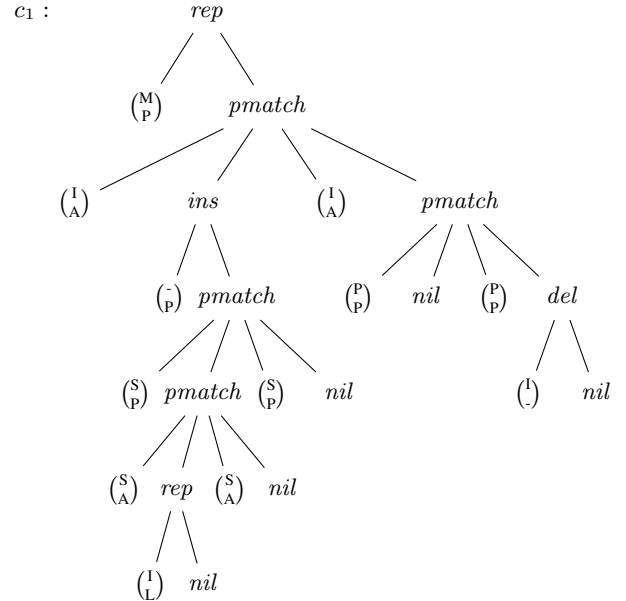 c₁ : rep
(M P) pmatch
(I A) ins (I A) pmatch
(- P) pmatch (P P) nil (P P) del
(S P) pmatch (S P) nil (I -) nil
(S A) rep (S A) nil
(I L) nil